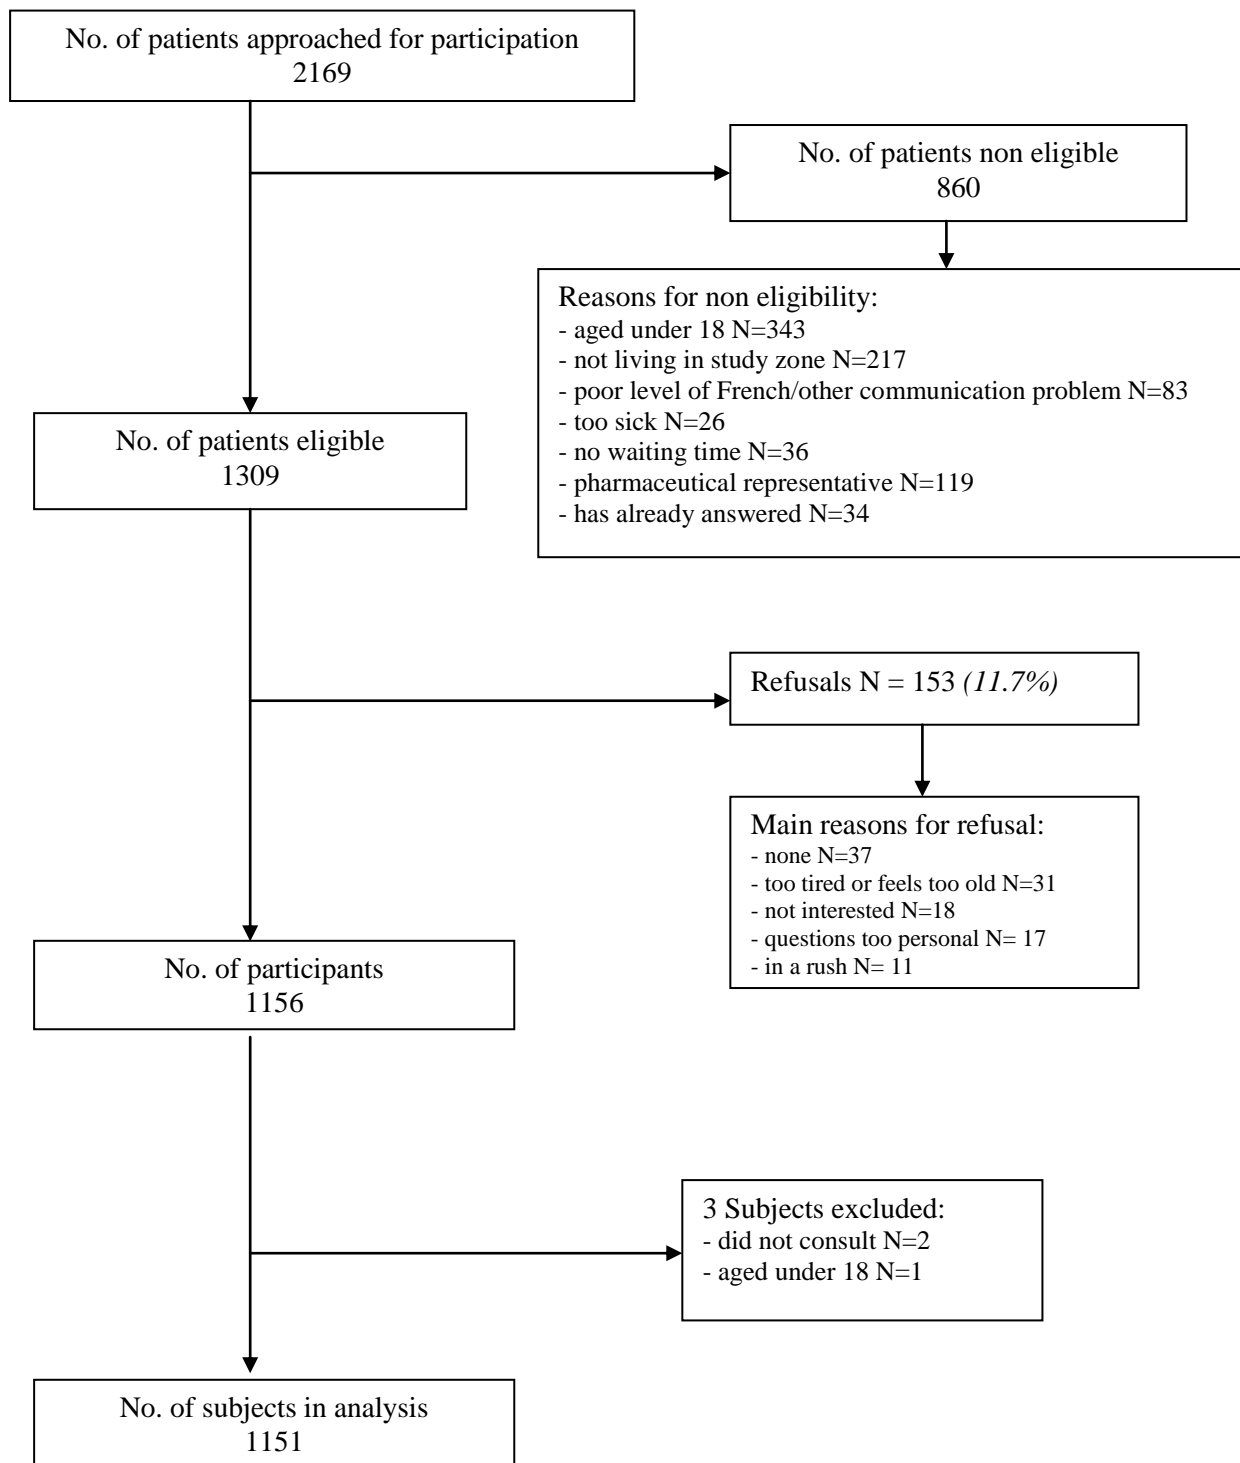 No. of patients approached for participation
2169
No. of patients non eligible
860
Reasons for non eligibility:
- aged under 18 N=343
- not living in study zone N=217
- poor level of French/other communication problem N=83
- too sick N=26
- no waiting time N=36
- pharmaceutical representative N=119
- has already answered N=34
No. of patients eligible
1309
Refusals N = 153 (11.7%)
Main reasons for refusal:
- none N=37
- too tired or feels too old N=31
- not interested N=18
- questions too personal N= 17
- in a rush N= 11
No. of participants
1156
3 Subjects excluded:
- did not consult N=2
- aged under 18 N=1
No. of subjects in analysis
1151